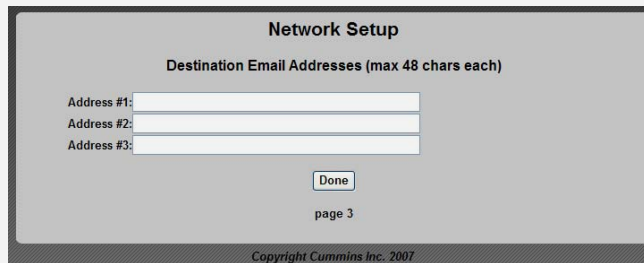 Network Setup
Destination Email Addresses (max 48 chars each)
Address #1:
Address #2:
Address #3:
Done
page 3
Copyright Cummins Inc. 2007